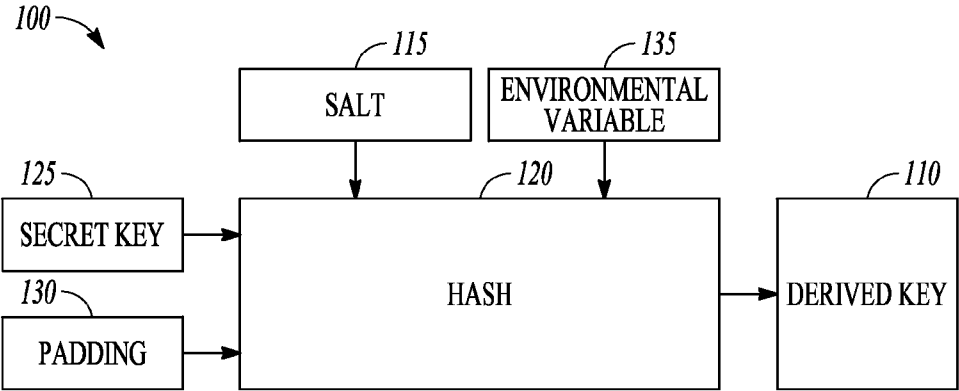 100
115
135
SALT
ENVIRONMENTAL
VARIABLE
125
120
110
SECRET KEY
HASH
DERIVED KEY
130
PADDING